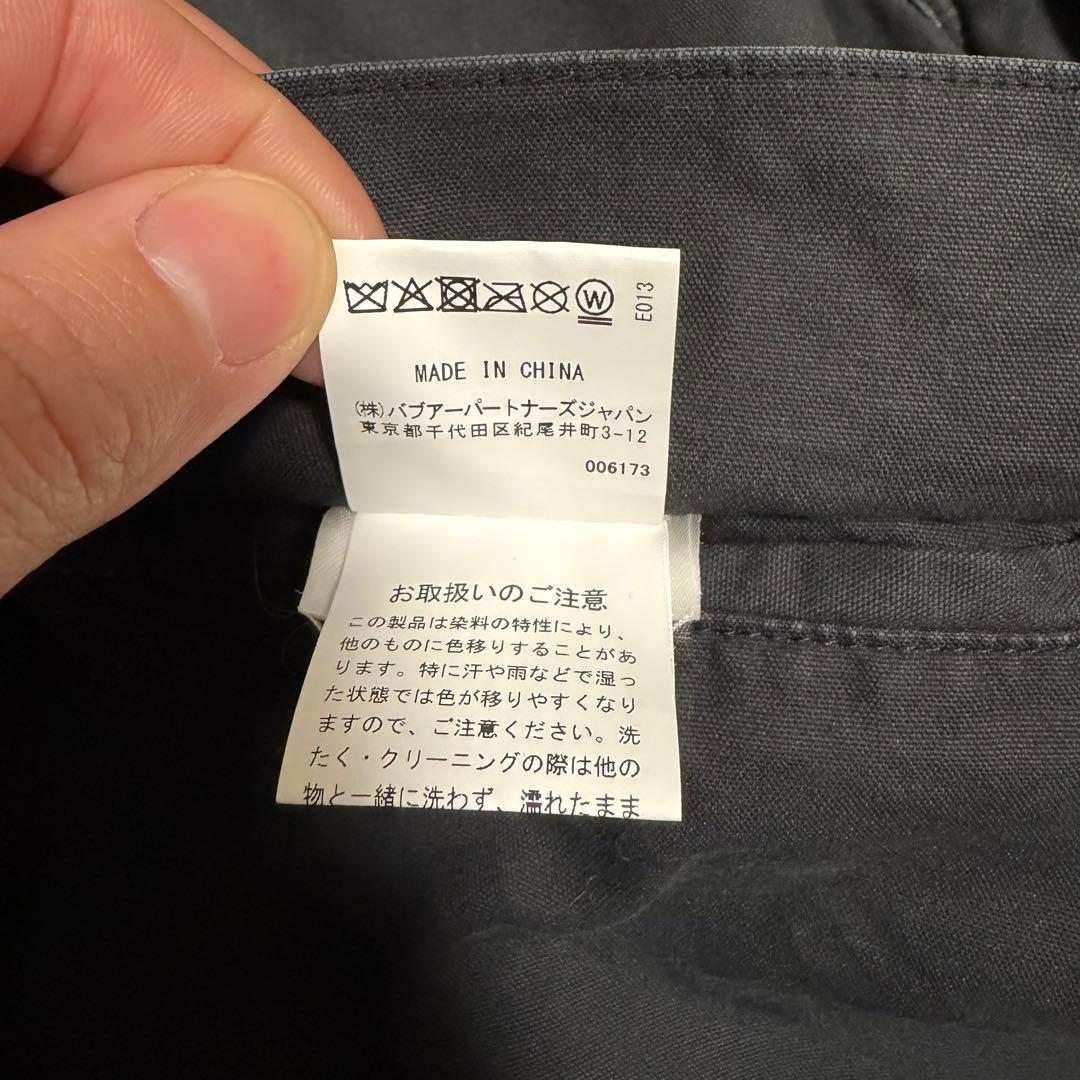 W
E013
MADE IN CHINA
(株)バブアーパートナーズジャパン
東京都千代田区紀尾井町3-12
006173
お取扱いのご注意
この製品は染料の特性により、
他のものに色移りすることがあ
ります。特に汗や雨などで湿っ
た状態では色が移りやすくなり
ますので、ご注意ください。洗
たく・クリーニングの際は他の
物と一緒に洗わず、濡れたまま